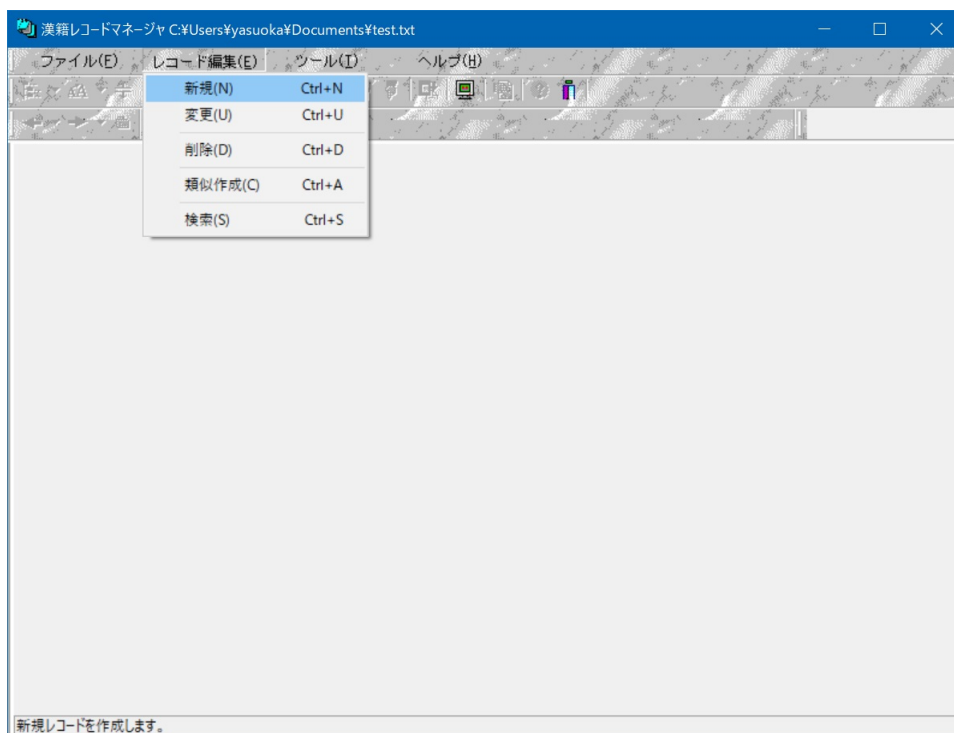 漢籍レコードマネージャ C:¥Users¥yasuoka¥Documents¥test.txt
ファイル(F) レコード編集(E) ツール(I) ヘルプ(H)
新規(N) Ctrl+N
変更(U) Ctrl+U
削除(D) Ctrl+D
類似作成(C) Ctrl+A
検索(S) Ctrl+S
新規レコードを作成します。